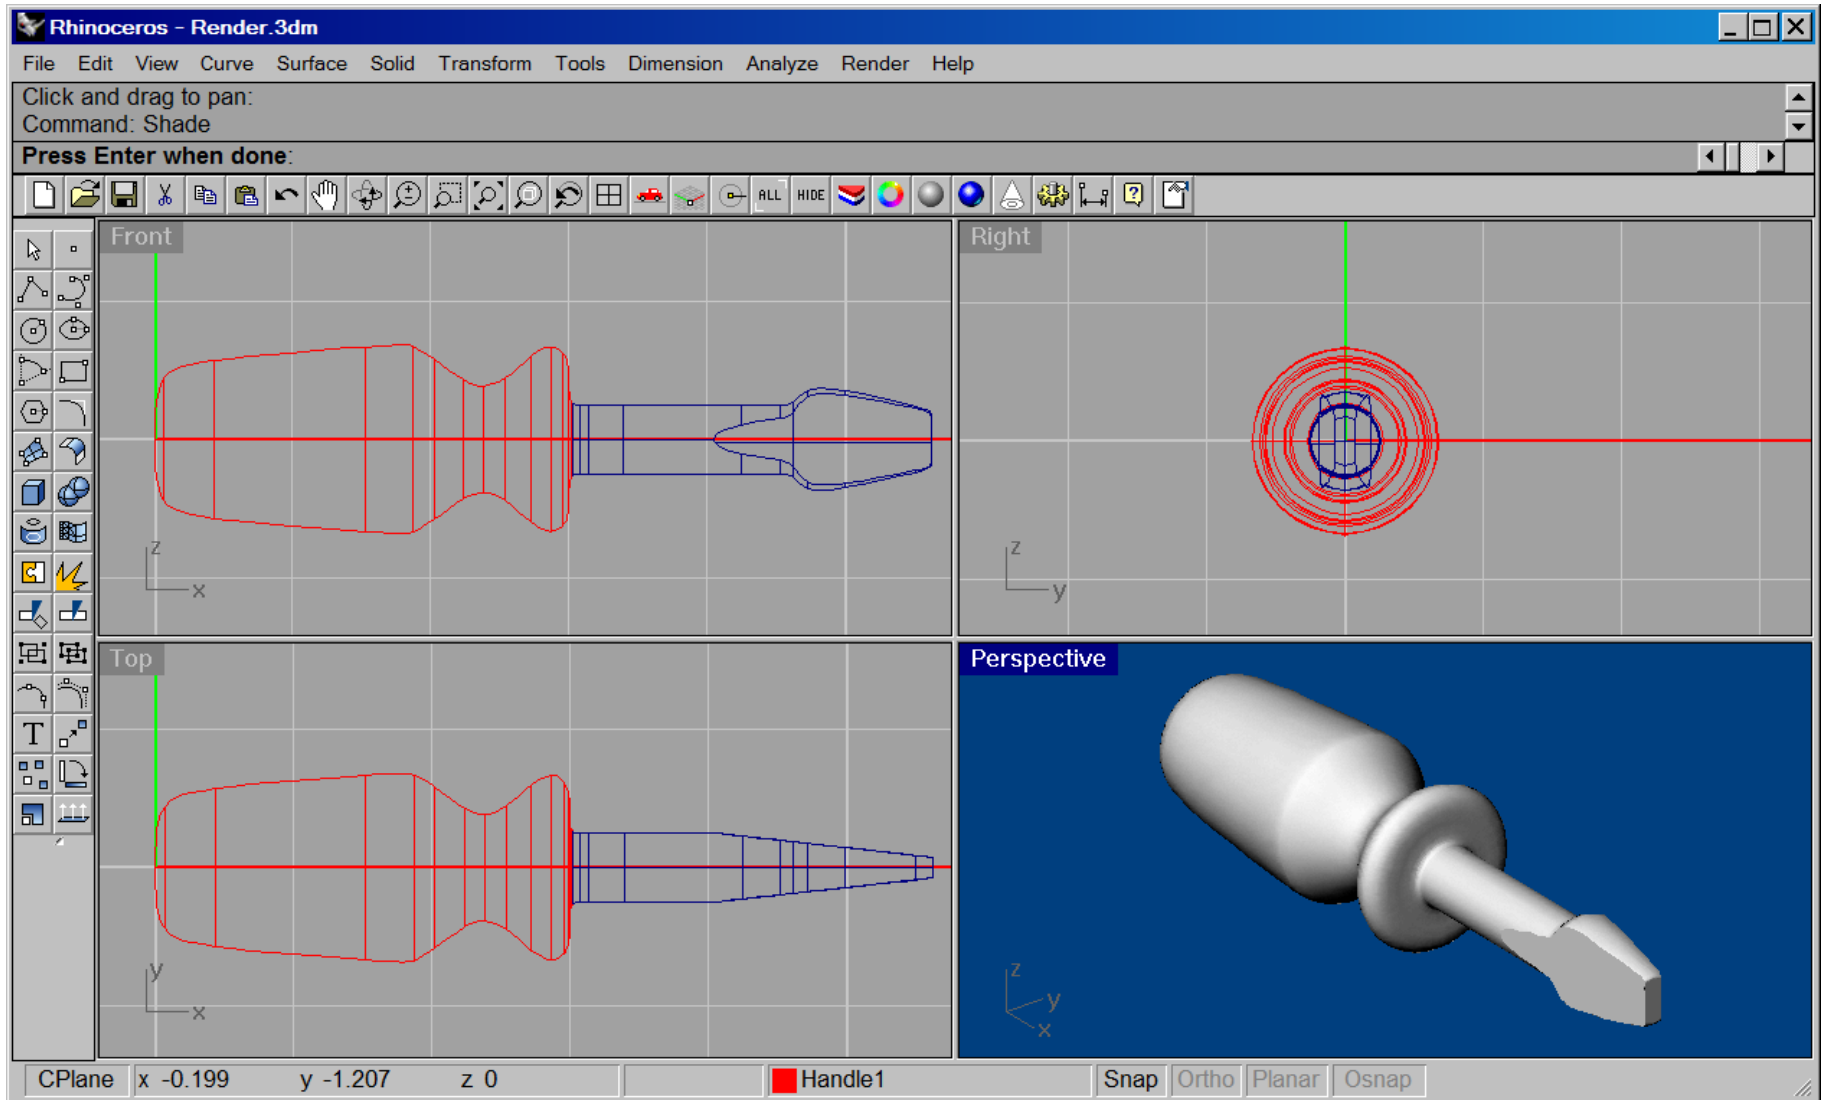 Rhinoceros - Render.3dm
File Edit View Curve Surface Solid Transform Tools Dimension Analyze Render Help
Click and drag to pan:
Command: Shade
Press Enter when done:
ALL HIDE
Front
Right
z
x
z
y
T
Top
Perspective
y
x
z
y
x
CPlane x -0.199 y -1.207 z 0 Handle1 Snap Ortho Planar Osnap